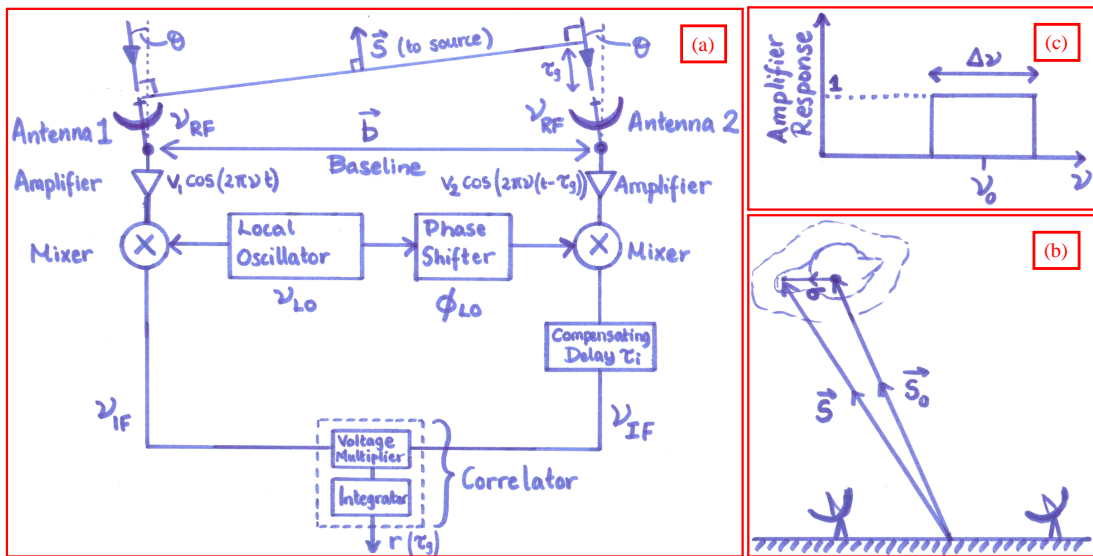 (a)
θ
S (to source)
θ
τg
νRF
νRF
Antenna 1
b
Antenna 2
Baseline
Amplifier
V1 cos(2πνt)
V2 cos(2πν(t-τg))
Amplifier
Mixer
Local
Oscillator
Phase
Shifter
Mixer
νLO
ϕLO
Compensating
Delay τi
νIF
νIF
Voltage
Multiplier
Integrator
Correlator
r(τg)
(c)
Amplifier
Response
Δν
1
ν0
ν
(b)
σ
S
S0